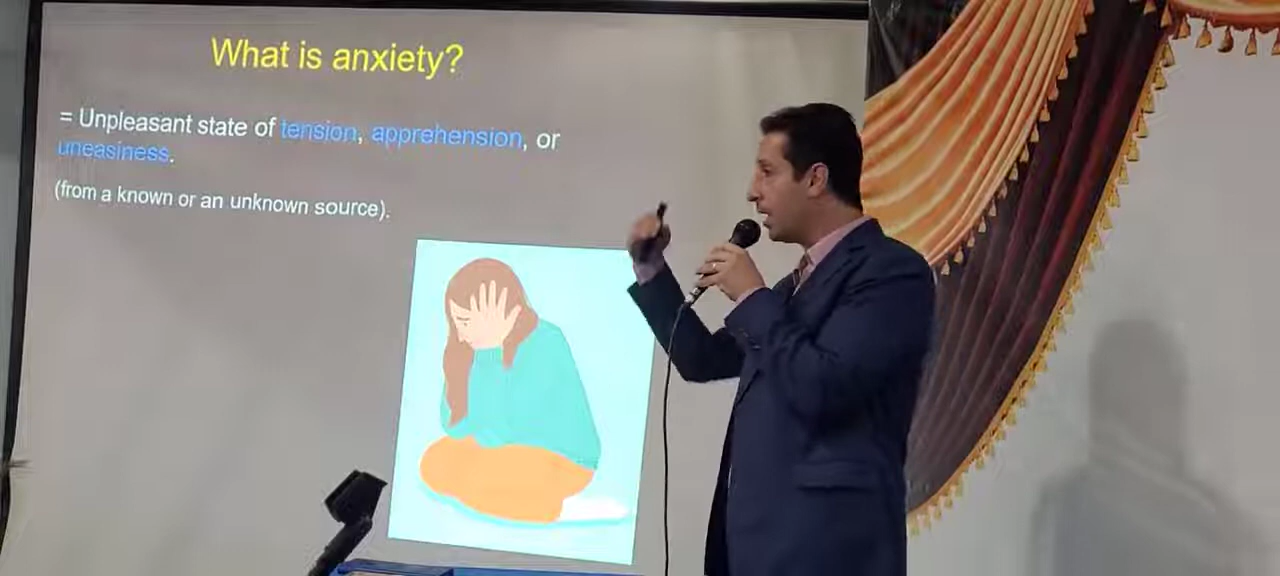 What is anxiety?
= Unpleasant state of tension, apprehension, or
uneasiness.
(from a known or an unknown source).